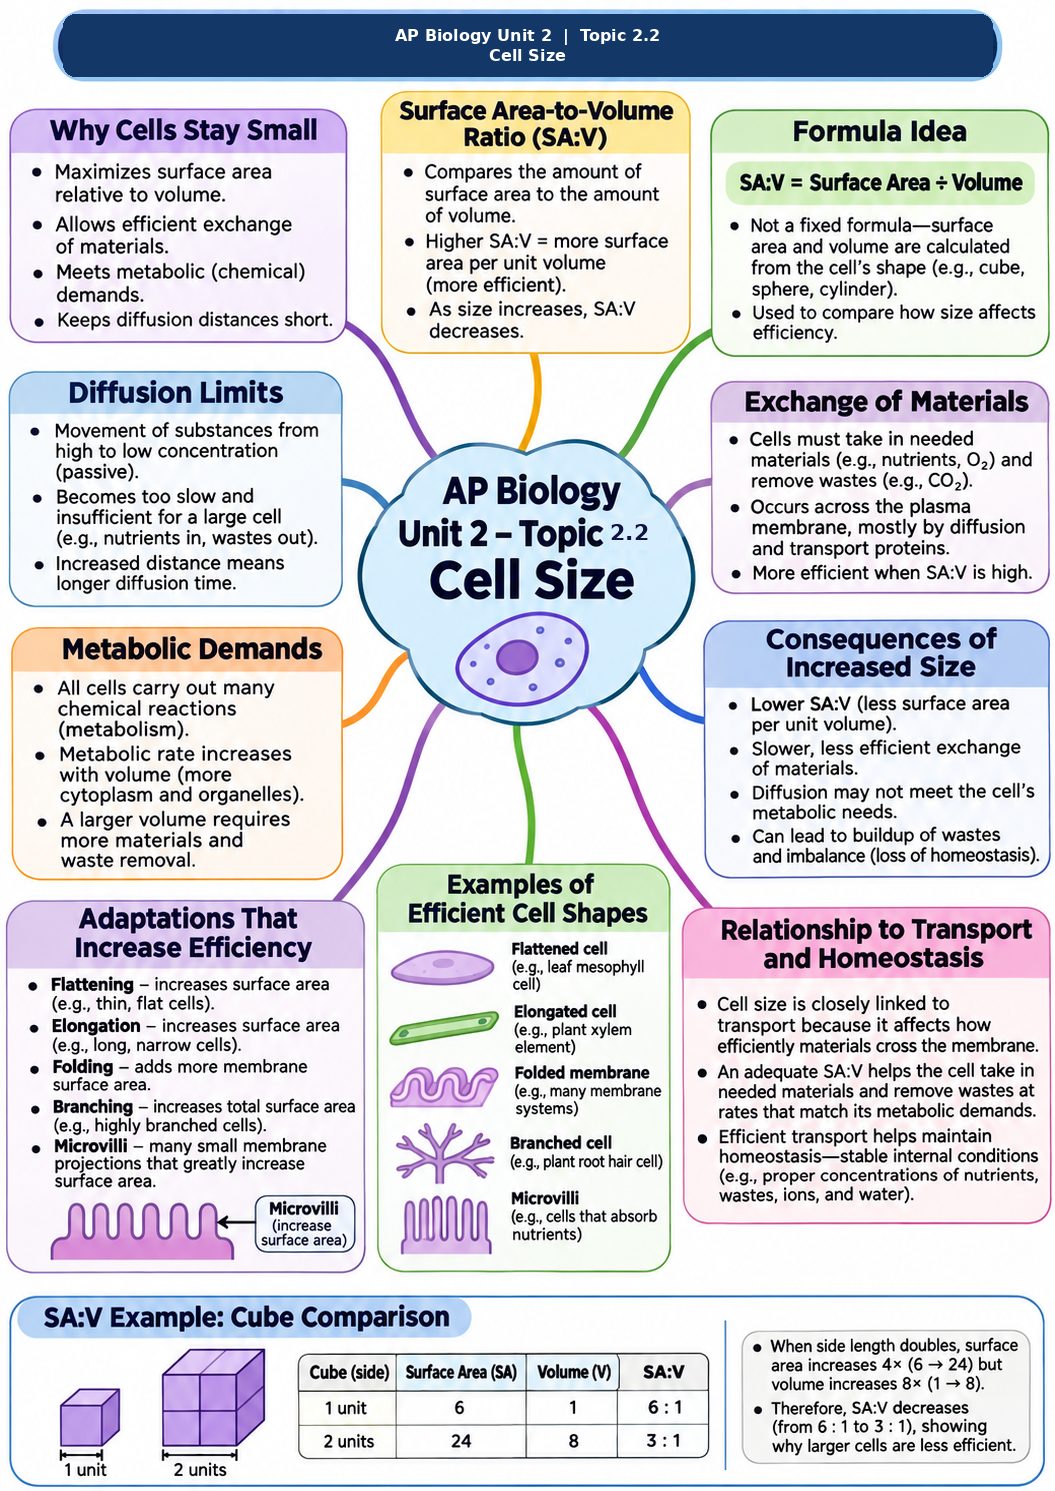 AP Biology Unit 2 | Topic 2.2
Cell Size
Why Cells Stay Small
• Maximizes surface area
relative to volume.
• Allows efficient exchange
of materials.
• Meets metabolic (chemical)
demands.
• Keeps diffusion distances short.
Surface Area-to-Volume
Ratio (SA:V)
• Compares the amount of
surface area to the amount
of volume.
• Higher SA:V = more surface
area per unit volume
(more efficient).
• As size increases, SA:V
decreases.
Formula Idea
SA:V = Surface Area ÷ Volume
• Not a fixed formula—surface
area and volume are calculated
from the cell's shape (e.g., cube,
sphere, cylinder).
• Used to compare how size affects
efficiency.
Diffusion Limits
• Movement of substances from
high to low concentration
(passive).
• Becomes too slow and
insufficient for a large cell
(e.g., nutrients in, wastes out).
• Increased distance means
longer diffusion time.
AP Biology
Unit 2 – Topic 2.2
Cell Size
Exchange of Materials
• Cells must take in needed
materials (e.g., nutrients, O₂) and
remove wastes (e.g., CO₂).
• Occurs across the plasma
membrane, mostly by diffusion
and transport proteins.
• More efficient when SA:V is high.
Metabolic Demands
• All cells carry out many
chemical reactions
(metabolism).
• Metabolic rate increases
with volume (more
cytoplasm and organelles).
• A larger volume requires
more materials and
waste removal.
Consequences of
Increased Size
• Lower SA:V (less surface area
per unit volume).
• Slower, less efficient exchange
of materials.
• Diffusion may not meet the cell's
metabolic needs.
• Can lead to buildup of wastes
and imbalance (loss of homeostasis).
Adaptations That
Increase Efficiency
• Flattening – increases surface area
(e.g., thin, flat cells).
• Elongation – increases surface area
(e.g., long, narrow cells).
• Folding – adds more membrane
surface area.
• Branching – increases total surface area
(e.g., highly branched cells).
• Microvilli – many small membrane
projections that greatly increase
surface area.
Microvilli
(increase
surface area)
Examples of
Efficient Cell Shapes
Flattened cell
(e.g., leaf mesophyll
cell)
Elongated cell
(e.g., plant xylem
element)
Folded membrane
(e.g., many membrane
systems)
Branched cell
(e.g., plant root hair cell)
Microvilli
(e.g., cells that absorb
nutrients)
Relationship to Transport
and Homeostasis
• Cell size is closely linked to
transport because it affects how
efficiently materials cross the membrane.
• An adequate SA:V helps the cell take in
needed materials and remove wastes at
rates that match its metabolic demands.
• Efficient transport helps maintain
homeostasis—stable internal conditions
(e.g., proper concentrations of nutrients,
wastes, ions, and water).
SA:V Example: Cube Comparison
1 unit
2 units
Cube (side) Surface Area (SA) Volume (V) SA:V
1 unit 6 1 6 : 1
2 units 24 8 3 : 1
• When side length doubles, surface
area increases 4× (6 → 24) but
volume increases 8× (1 → 8).
• Therefore, SA:V decreases
(from 6 : 1 to 3 : 1), showing
why larger cells are less efficient.